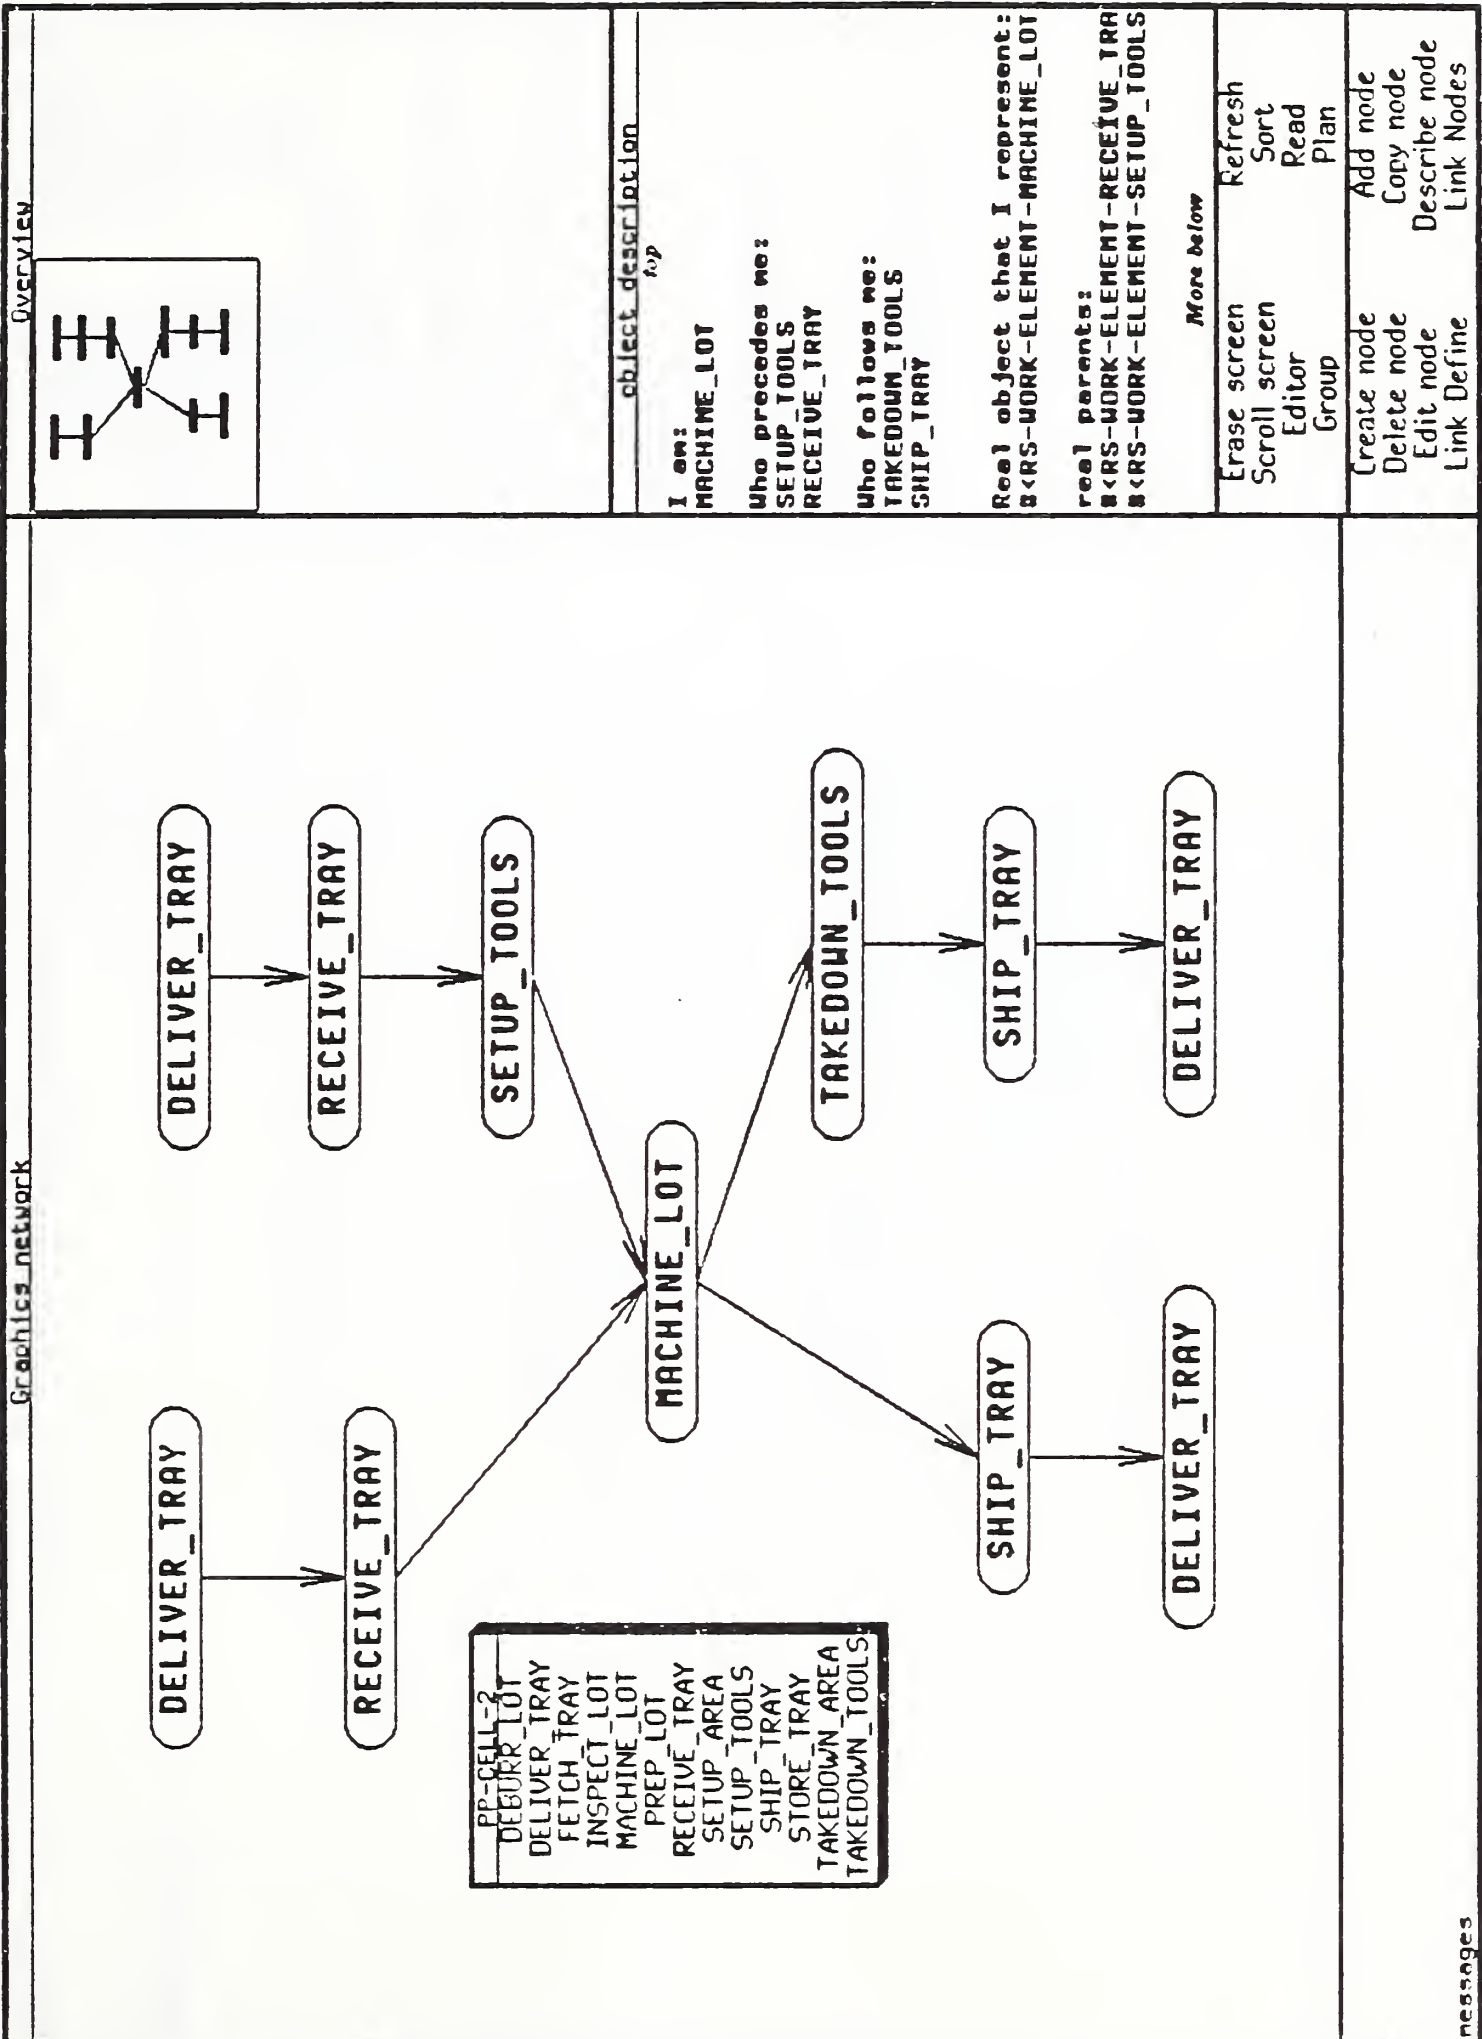 Graphics network
DELIVER_TRAY
DELIVER_TRAY
RECEIVE_TRAY
RECEIVE_TRAY
SETUP_TOOLS
MACHINE_LOT
TAKEDOWN_TOOLS
SHIP_TRAY
SHIP_TRAY
DELIVER_TRAY
DELIVER_TRAY
PP-CELL-2
DEBURR_LOT
DELIVER_TRAY
FETCH_TRAY
INSPECT_LOT
MACHINE_LOT
PREP_LOT
RECEIVE_TRAY
SETUP_AREA
SETUP_TOOLS
SHIP_TRAY
STORE_TRAY
TAKEDOWN_AREA
TAKEDOWN_TOOLS
Overview
object description
top
I am:
MACHINE_LOT
Who precedes me:
SETUP_TOOLS
RECEIVE_TRAY
Who follows me:
TAKEDOWN_TOOLS
SHIP_TRAY
Real object that I represent:
#<RS-WORK-ELEMENT-MACHINE_LOT
real parents:
#<RS-WORK-ELEMENT-RECEIVE_TRA
#<RS-WORK-ELEMENT-SETUP_TOOLS
More below
Erase screen Refresh
Scroll screen Sort
Editor Read
Group Plan
Create node Add node
Delete node Copy node
Edit node Describe node
Link Define Link Nodes
messages